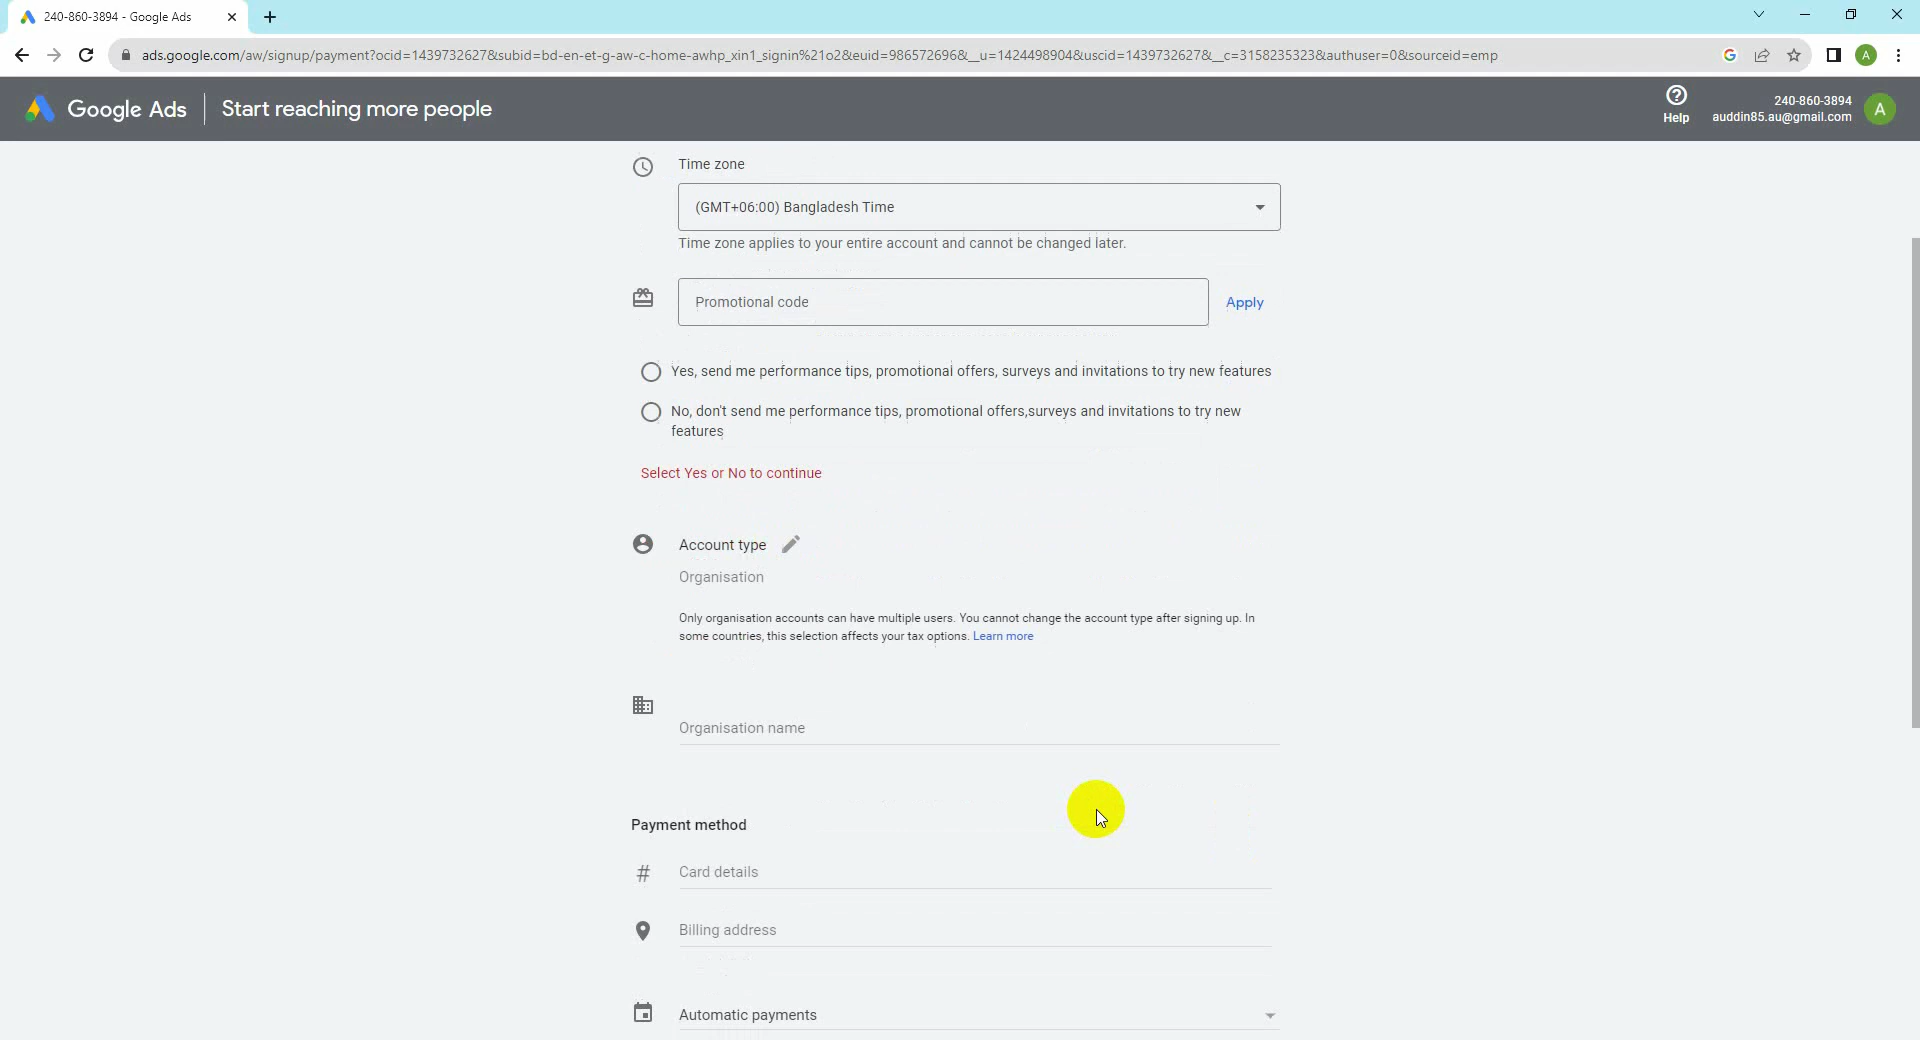 240-860-3894 - Google Ads
ads.google.com/aw/signup/payment?ocid=1439732627&subid=bd-en-et-g-aw-c-home-awhp_xin1_signin%21o2&euid=986572696&__u=1424498904&uscid=1439732627&__c=3158235323&authuser=0&sourceid=emp
G
A
Google Ads
Start reaching more people
Help
240-860-3894
auddin85.au@gmail.com
A
Time zone
(GMT+06:00) Bangladesh Time
Time zone applies to your entire account and cannot be changed later.
Promotional code
Apply
Yes, send me performance tips, promotional offers, surveys and invitations to try new features
No, don't send me performance tips, promotional offers,surveys and invitations to try new
features
Select Yes or No to continue
Account type
Organisation
Only organisation accounts can have multiple users. You cannot change the account type after signing up. In
some countries, this selection affects your tax options. Learn more
Organisation name
Payment method
# Card details
Billing address
Automatic payments